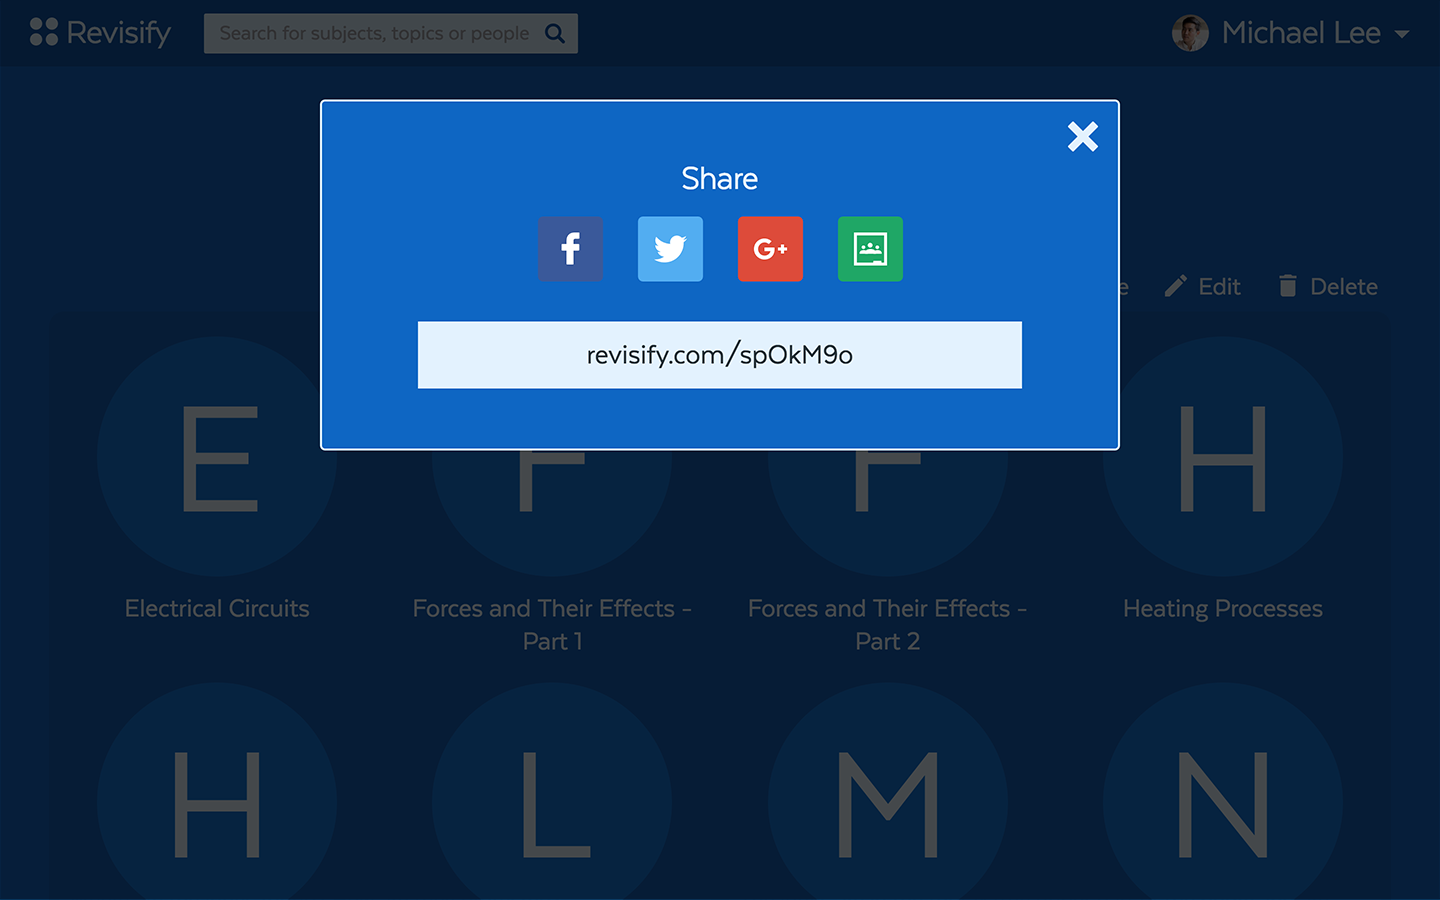 Revisify
Search for subjects, topics or people
Michael Lee
Share
f
G+
revisify.com/spOkM9o
Edit
Delete
E
F
F
H
Electrical Circuits
Forces and Their Effects -
Part 1
Forces and Their Effects -
Part 2
Heating Processes
H
L
M
N